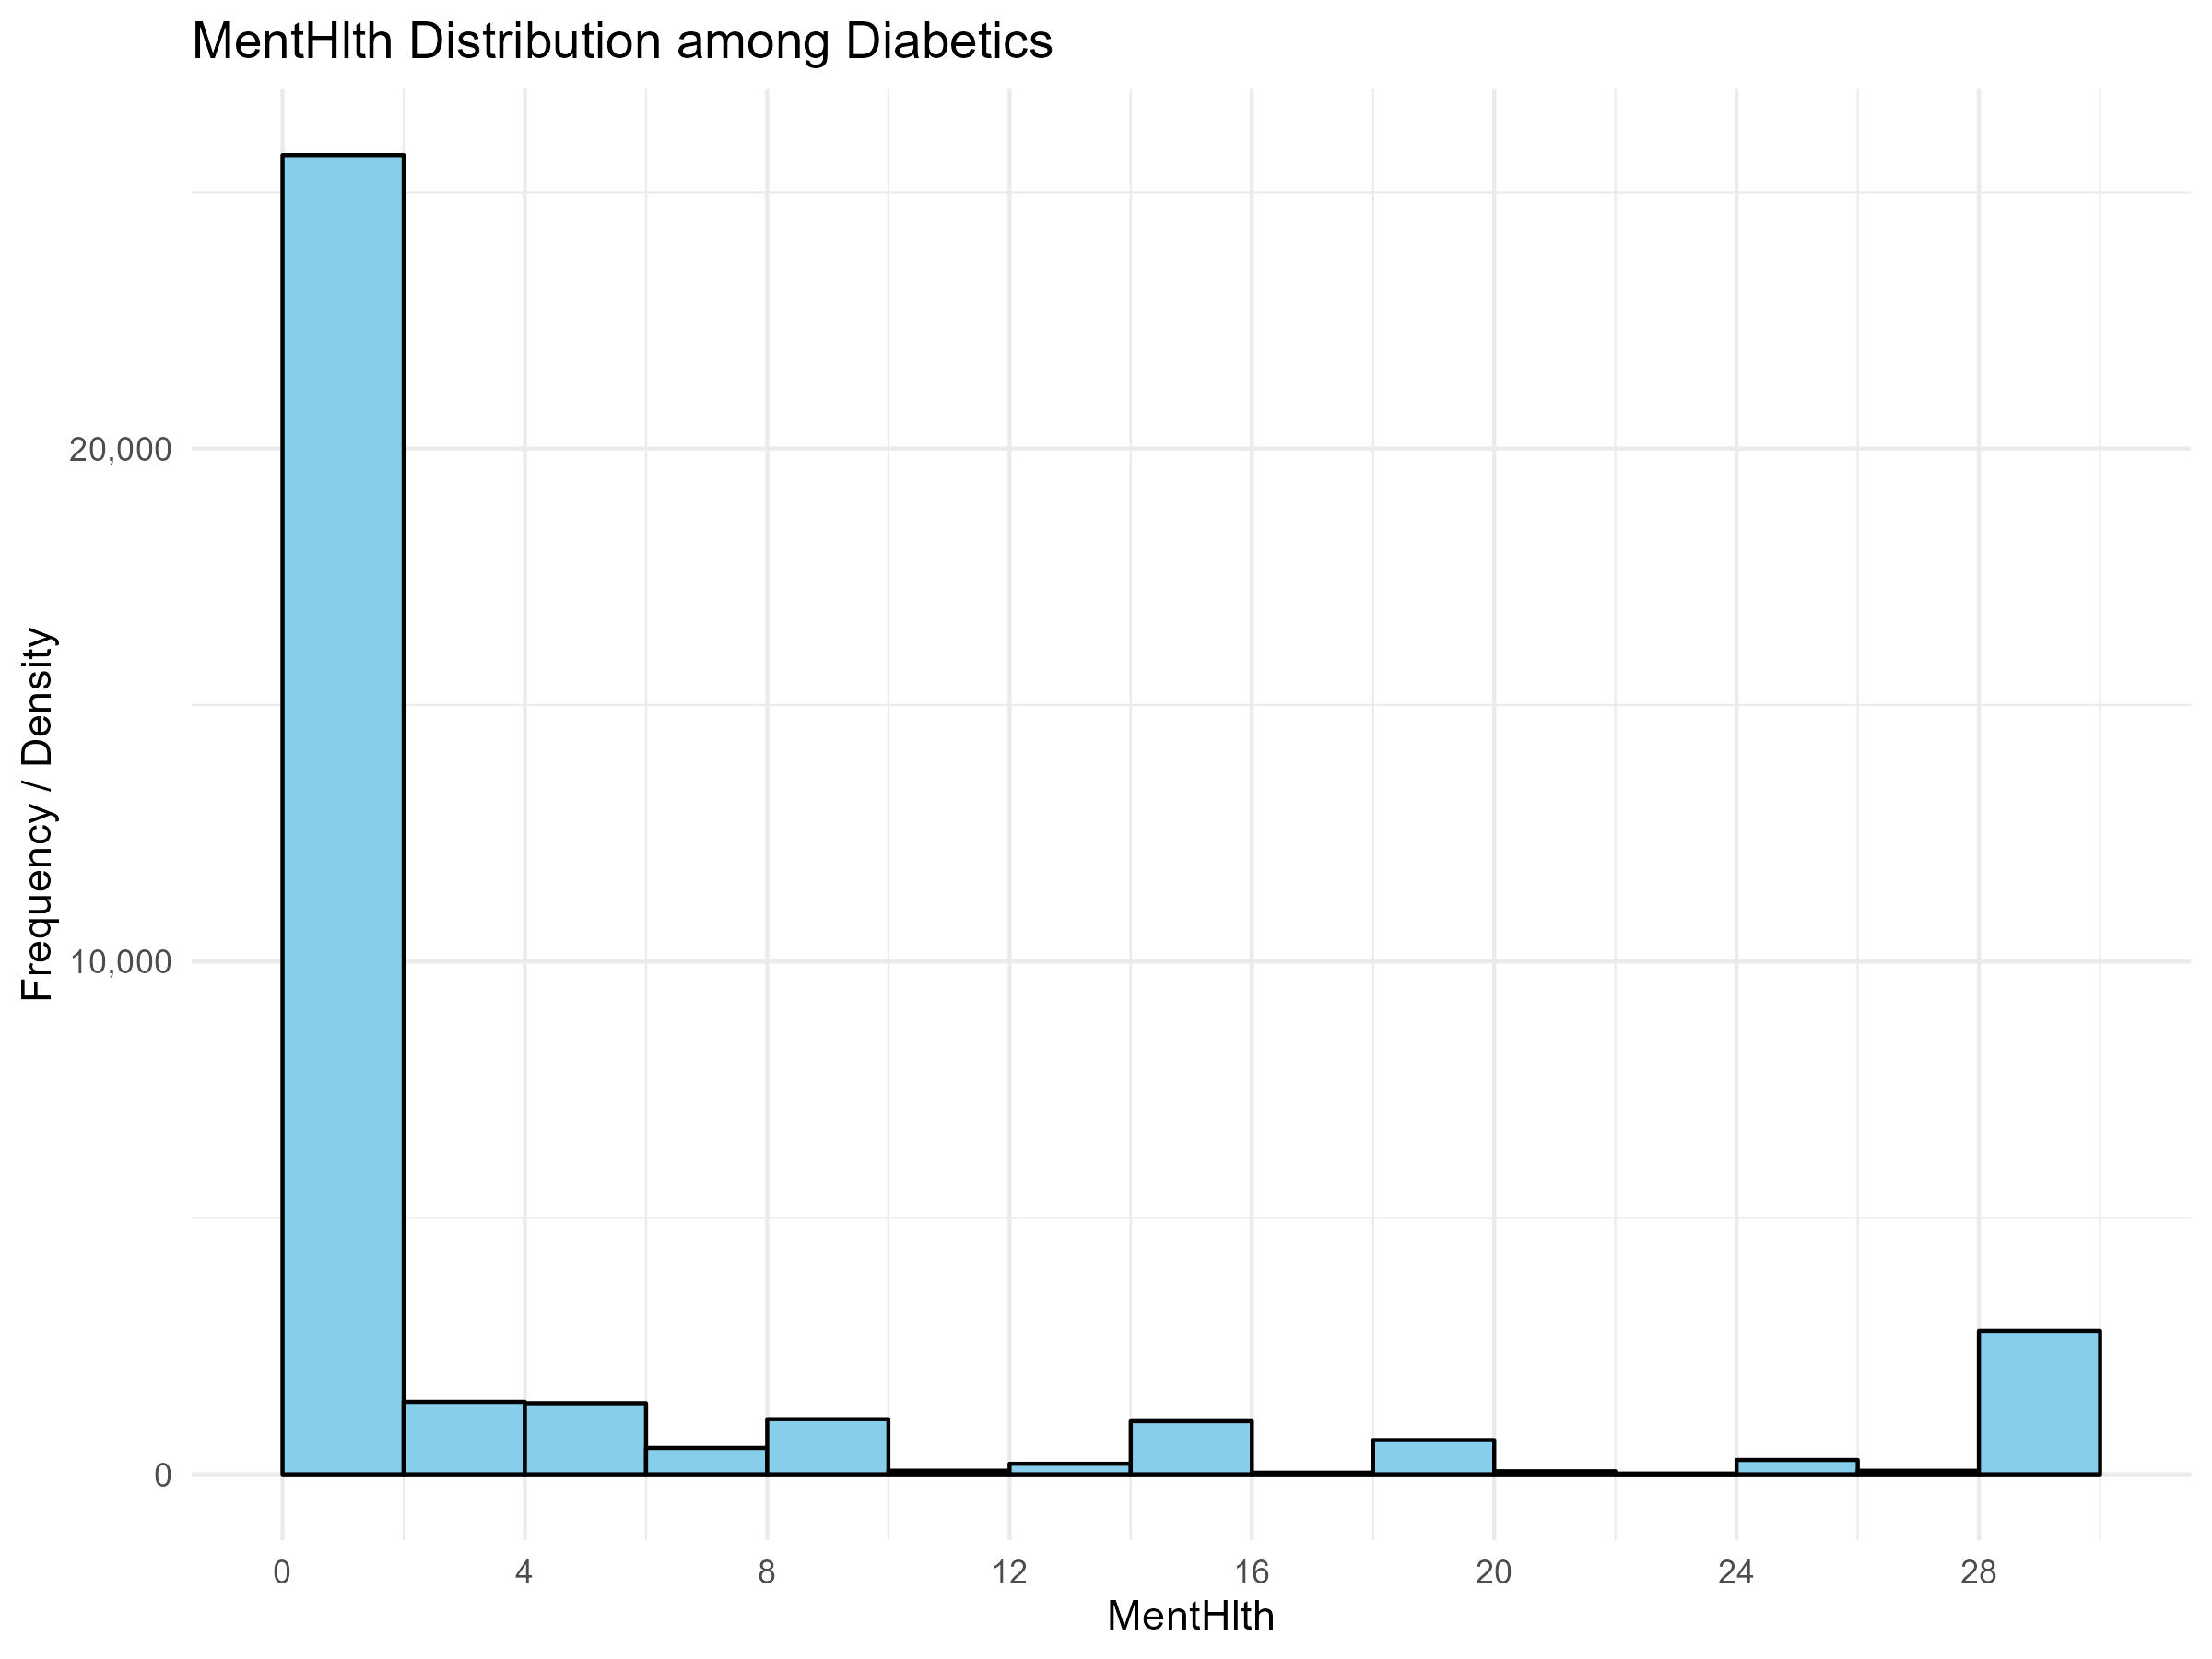 MentHlth Distribution among Diabetics
Frequency / Density
20,000
10,000
0
0 4 8 12 16 20 24 28
MentHlth